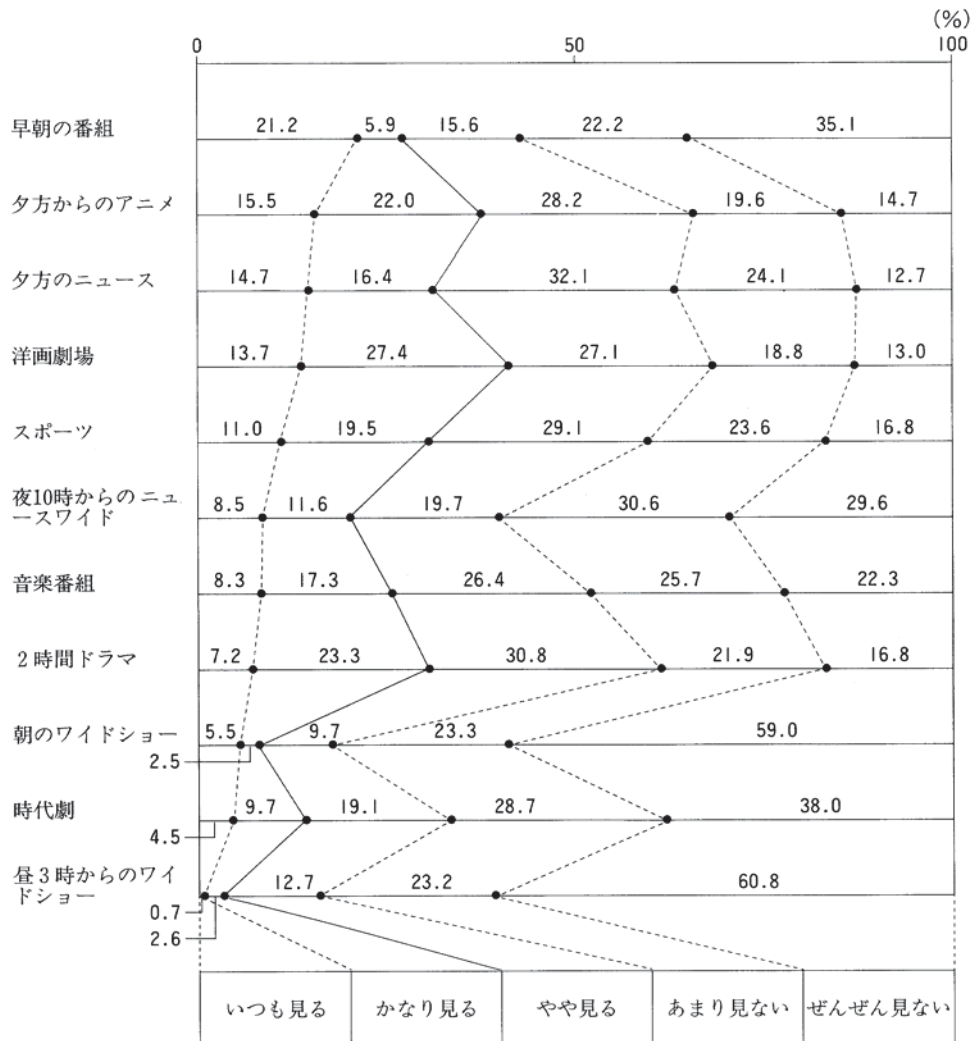 (%)
0 50 100
早朝の番組 21.2 5.9 15.6 22.2 35.1
夕方からのアニメ 15.5 22.0 28.2 19.6 14.7
夕方のニュース 14.7 16.4 32.1 24.1 12.7
洋画劇場 13.7 27.4 27.1 18.8 13.0
スポーツ 11.0 19.5 29.1 23.6 16.8
夜10時からのニュ
ースワイド 8.5 11.6 19.7 30.6 29.6
音楽番組 8.3 17.3 26.4 25.7 22.3
2時間ドラマ 7.2 23.3 30.8 21.9 16.8
朝のワイドショー 5.5 9.7 23.3 59.0
2.5
時代劇 9.7 19.1 28.7 38.0
4.5
昼3時からのワイ
ドショー 12.7 23.2 60.8
0.7
2.6
いつも見る かなり見る やや見る あまり見ない ぜんぜん見ない